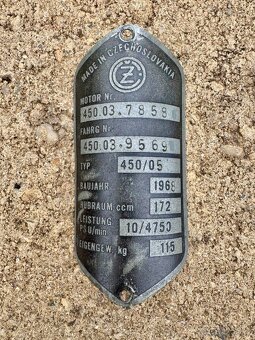 MADE IN CZECHOSLOVAKIA
ČZ
MOTOR Nr.
450.03-7858
FAHRG Nr.
450.03-9569
TYP 450/05
BAUJAHR 1968
HUBRAUM ccm 172
LEISTUNG
PS U/min 10/4750
EIGENGEW. kg 115